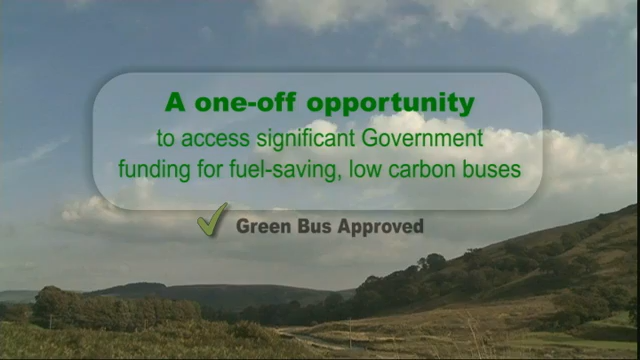 A one-off opportunity
to access significant Government
funding for fuel-saving, low carbon buses
Green Bus Approved